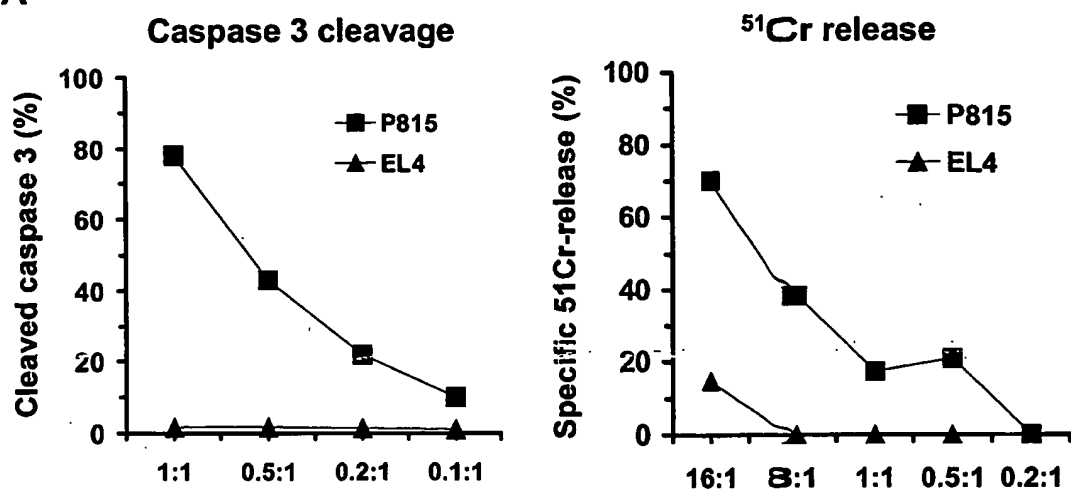 A
Caspase 3 cleavage
Cleaved caspase 3 (%)
100
80
60
40
20
0
P815
EL4
1:1 0.5:1 0.2:1 0.1:1
51Cr release
Specific 51Cr-release (%)
100
80
60
40
20
0
P815
EL4
16:1 8:1 1:1 0.5:1 0.2:1